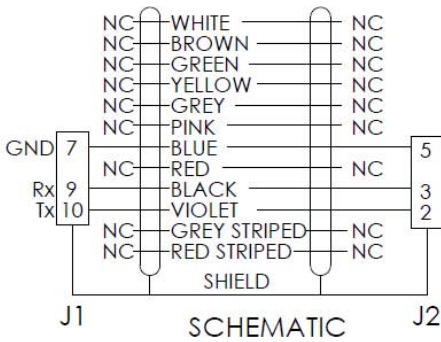 NC WHITE NC
NC BROWN NC
NC GREEN NC
NC YELLOW NC
NC GREY NC
NC PINK NC
GND 7 BLUE 5
NC RED NC
Rx 9 BLACK 3
Tx 10 VIOLET 2
NC GREY STRIPED NC
NC RED STRIPED NC
SHIELD
J1 SCHEMATIC J2